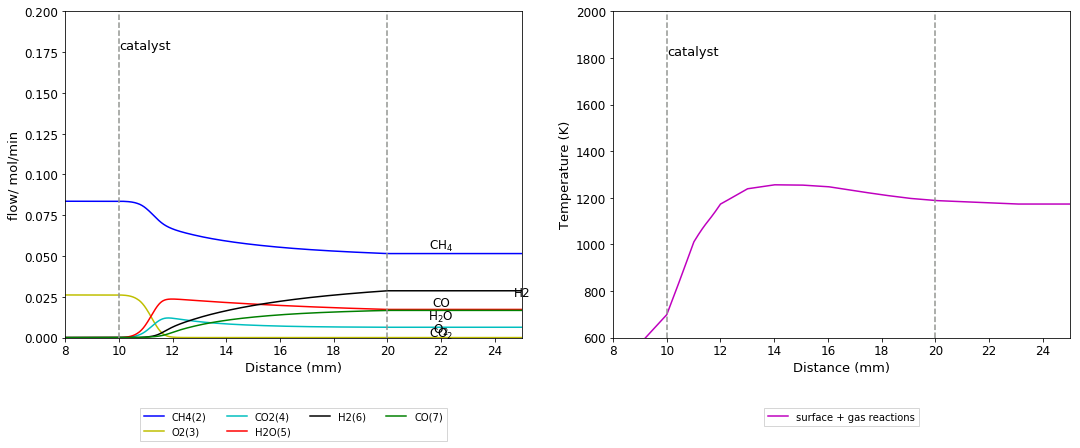 0.200
0.175
0.150
0.125
0.100
0.075
0.050
0.025
0.000
flow/ mol/min
catalyst
CH₄
H2
CO
H₂O
O₂
CO₂
8 10 12 14 16 18 20 22 24
Distance (mm)
CH4(2) CO2(4) H2(6) CO(7)
O2(3) H2O(5)
2000
1800
1600
1400
1200
1000
800
600
Temperature (K)
catalyst
8 10 12 14 16 18 20 22 24
Distance (mm)
surface + gas reactions